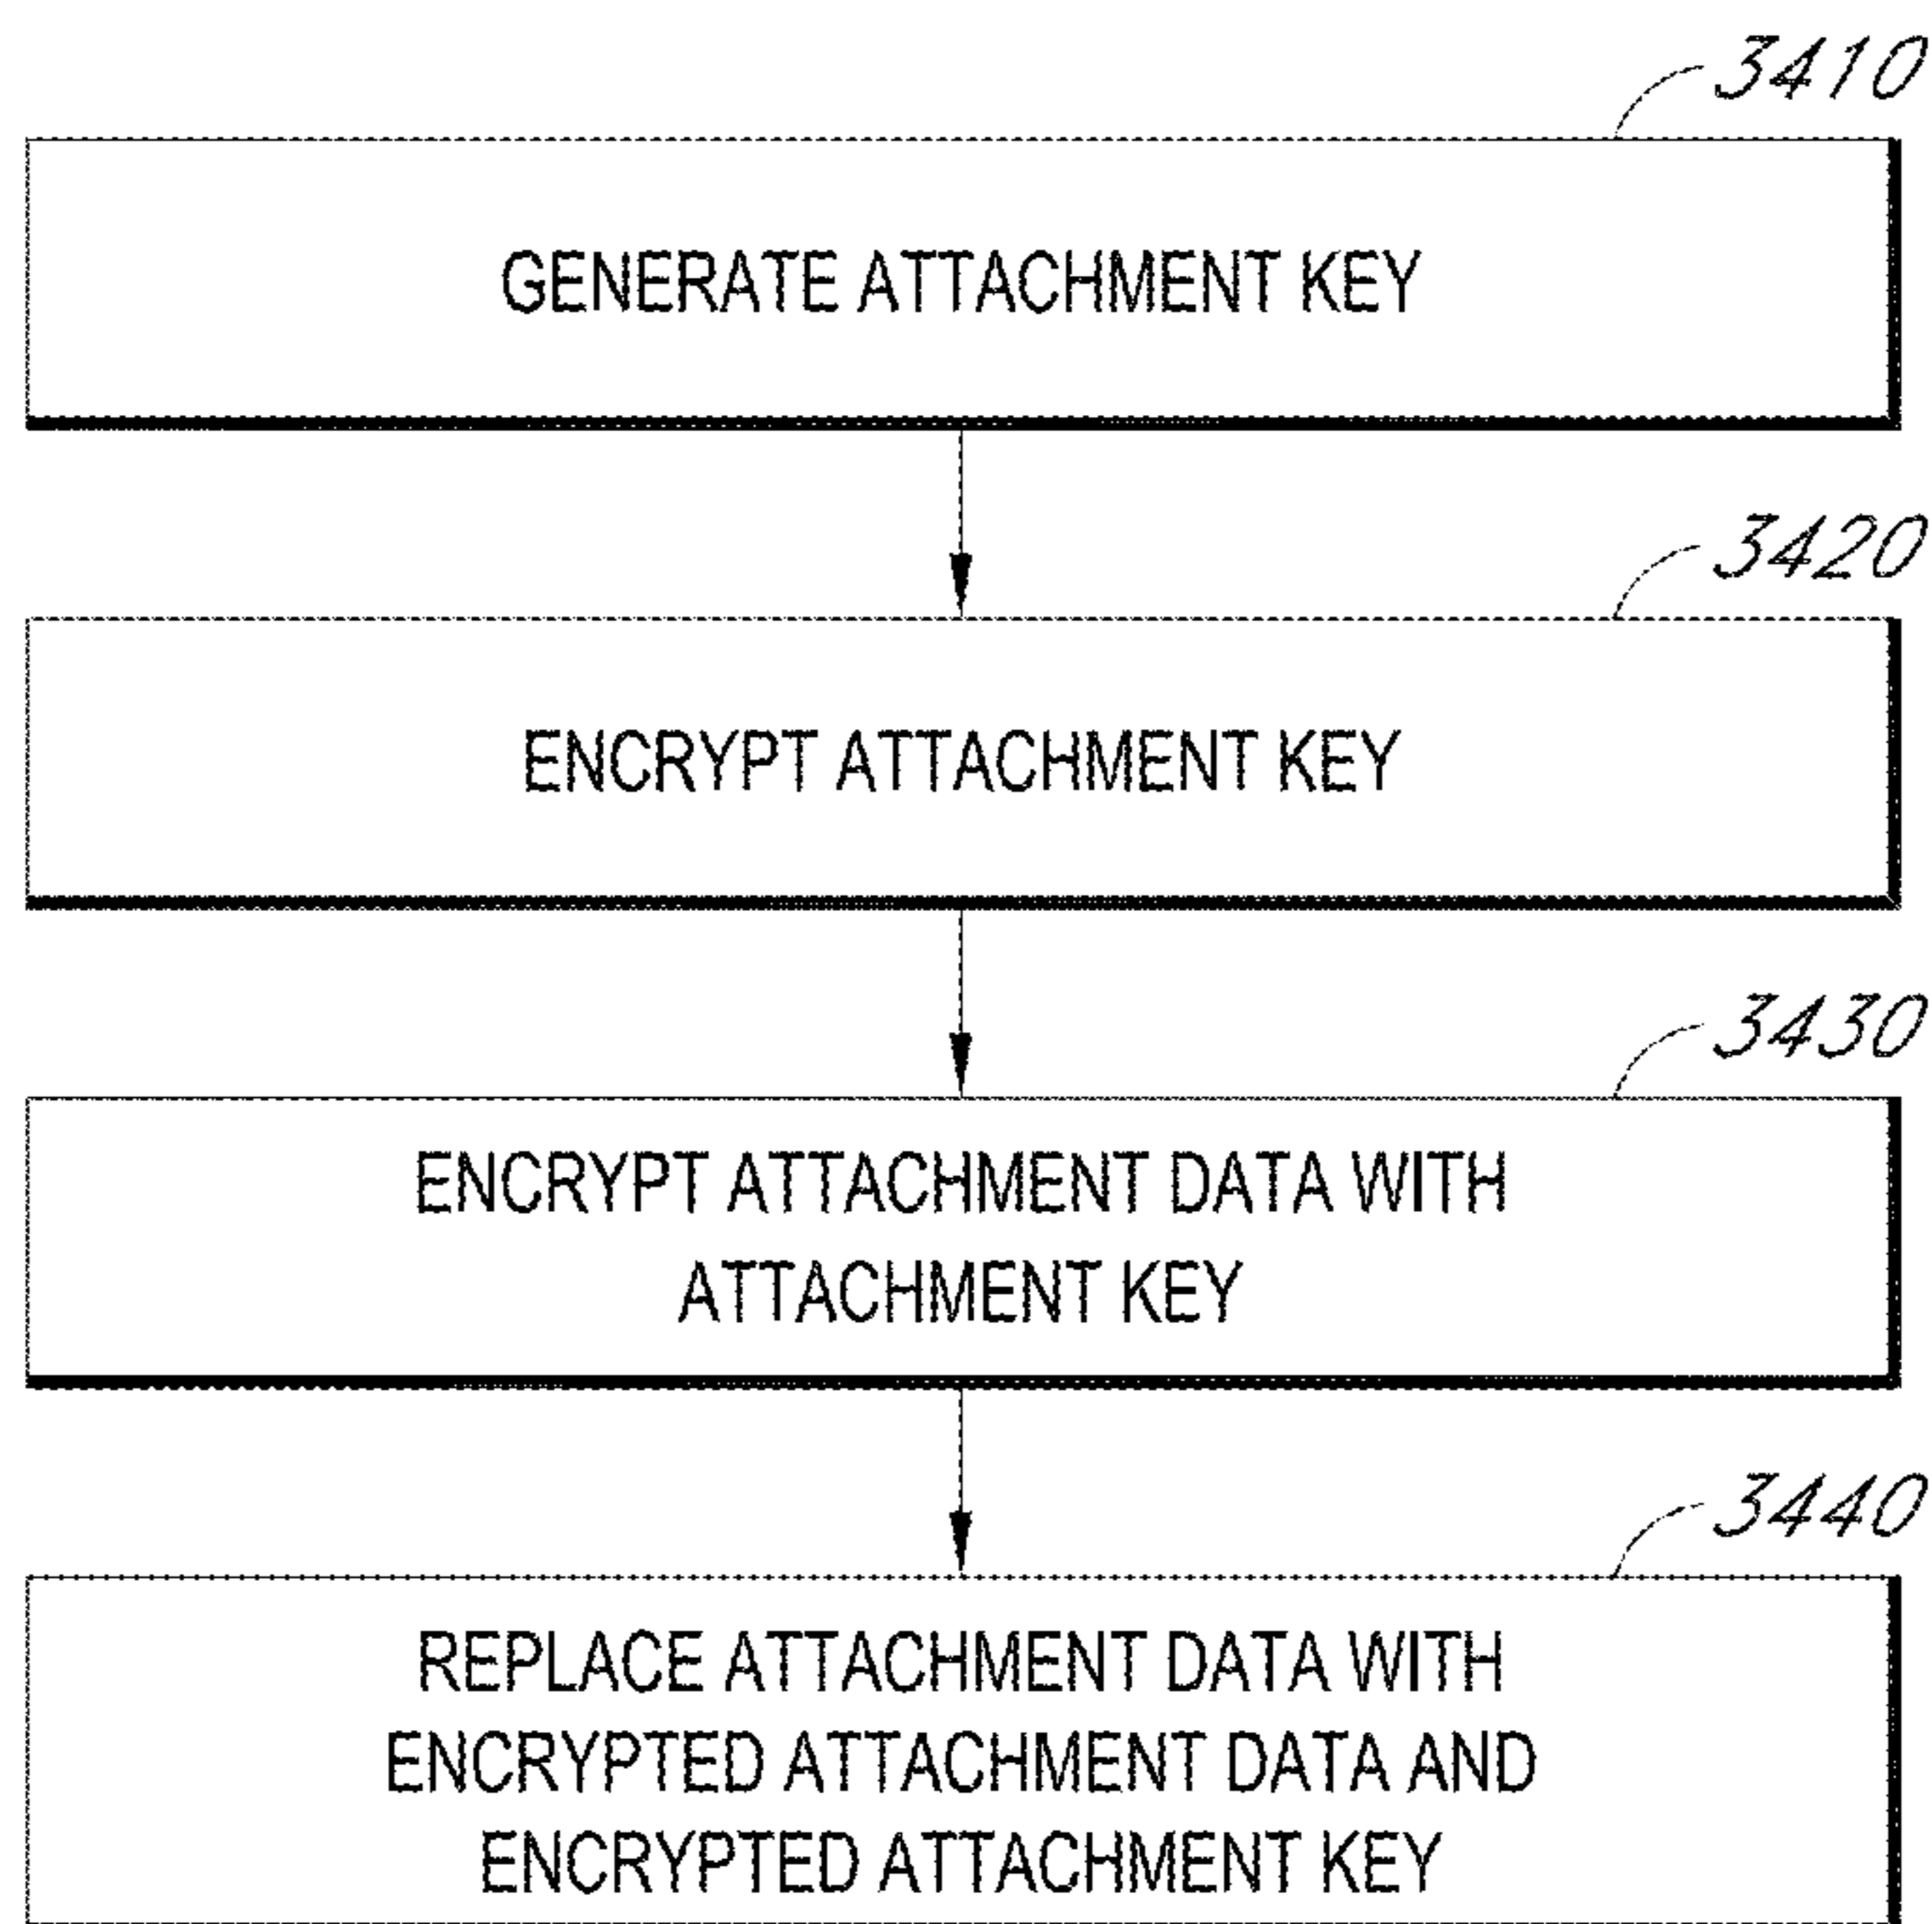 3410
GENERATE ATTACHMENT KEY
3420
ENCRYPT ATTACHMENT KEY
3430
ENCRYPT ATTACHMENT DATA WITH
ATTACHMENT KEY
3440
REPLACE ATTACHMENT DATA WITH
ENCRYPTED ATTACHMENT DATA AND
ENCRYPTED ATTACHMENT KEY